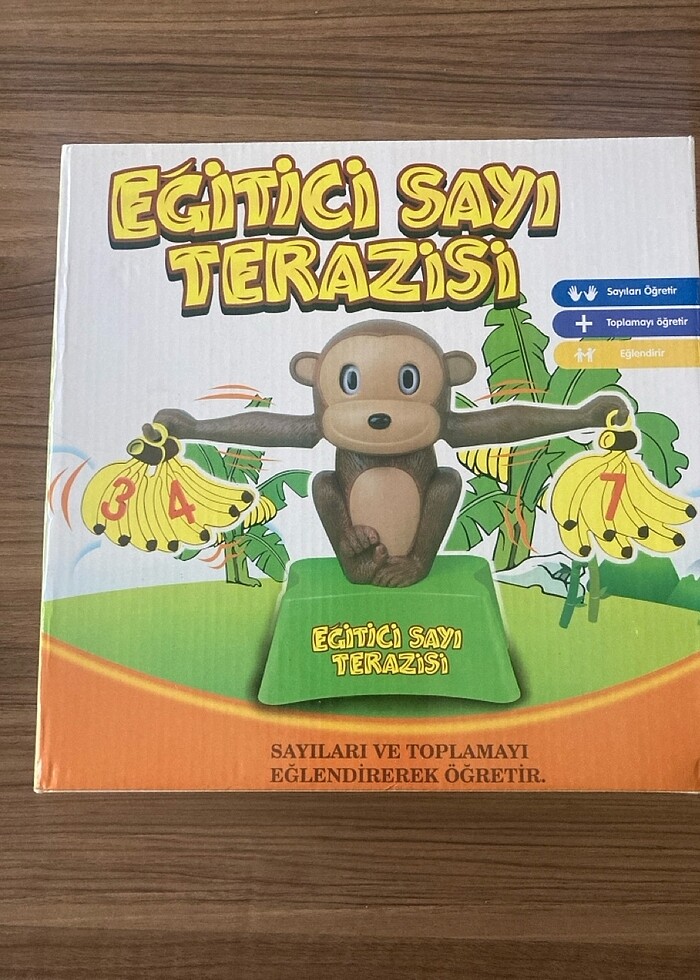 EĞİTİCİ SAYI
TERAZİSİ
Sayıları Öğretir
Toplamayı öğretir
Eğlendirir
3 4
7
EĞİTİCİ SAYI
TERAZİSİ
SAYILARI VE TOPLAMAYI
EĞLENDİREREK ÖĞRETİR.